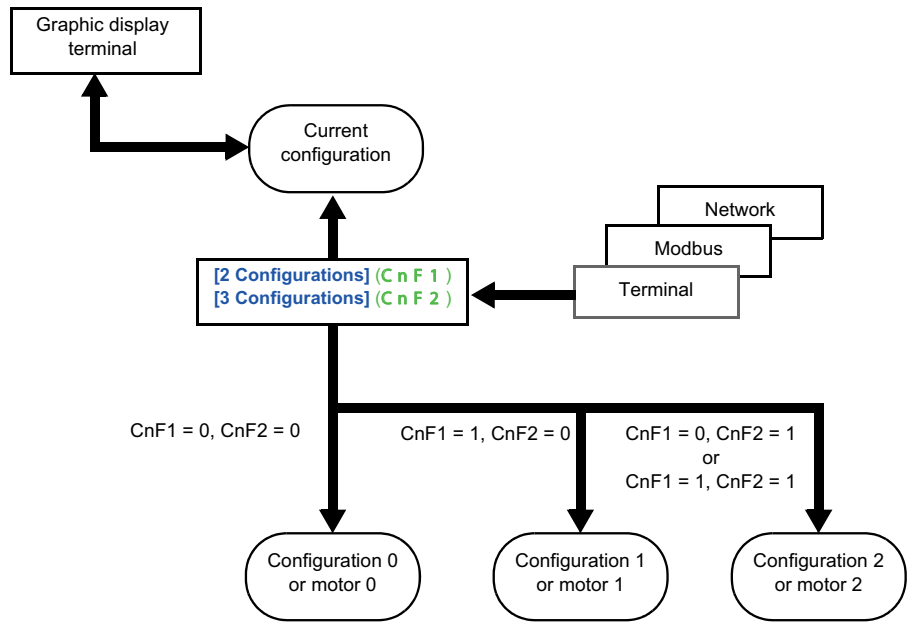 Graphic display
terminal
Current
configuration
Network
Modbus
Terminal
[2 Configurations] (C n F 1 )
[3 Configurations] (C n F 2 )
CnF1 = 0, CnF2 = 0
CnF1 = 1, CnF2 = 0
CnF1 = 0, CnF2 = 1
or
CnF1 = 1, CnF2 = 1
Configuration 0
or motor 0
Configuration 1
or motor 1
Configuration 2
or motor 2